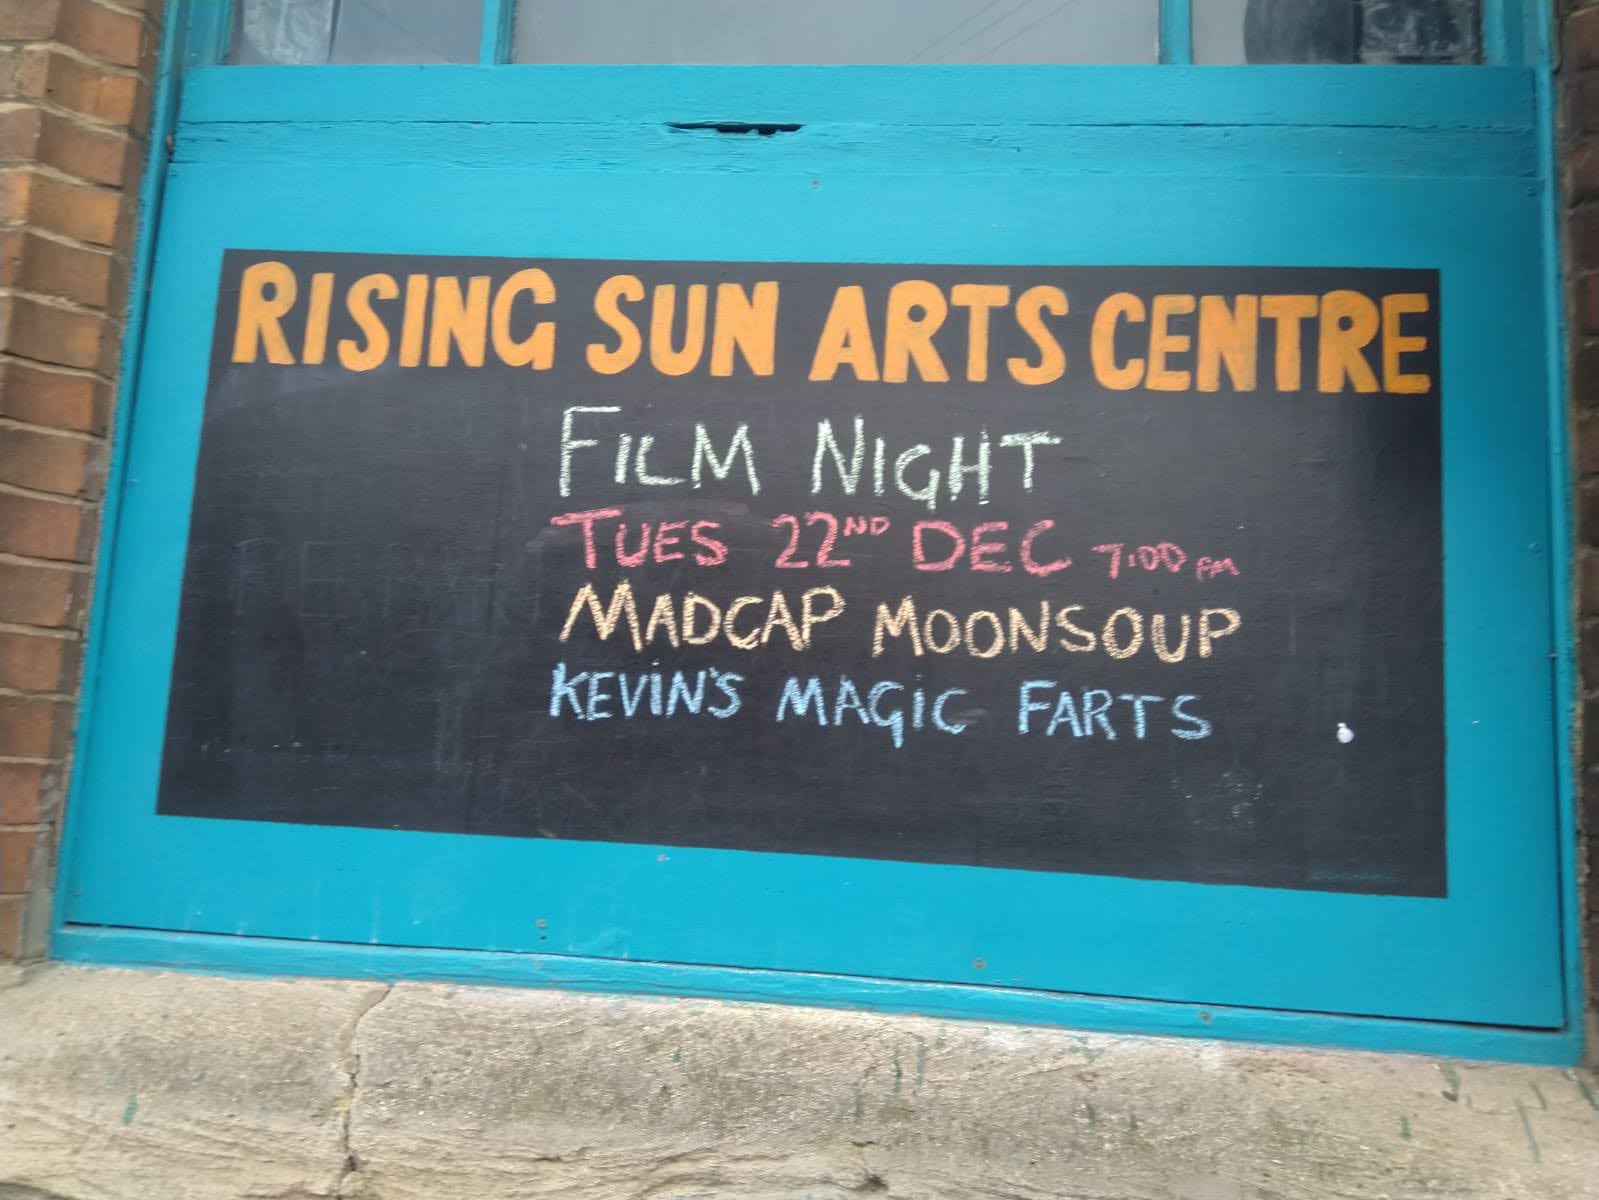 RISING SUN ARTS CENTRE
FILM NIGHT
TUES 22ND DEC 7:00 PM
MADCAP MOONSOUP
KEVIN'S MAGIC FARTS